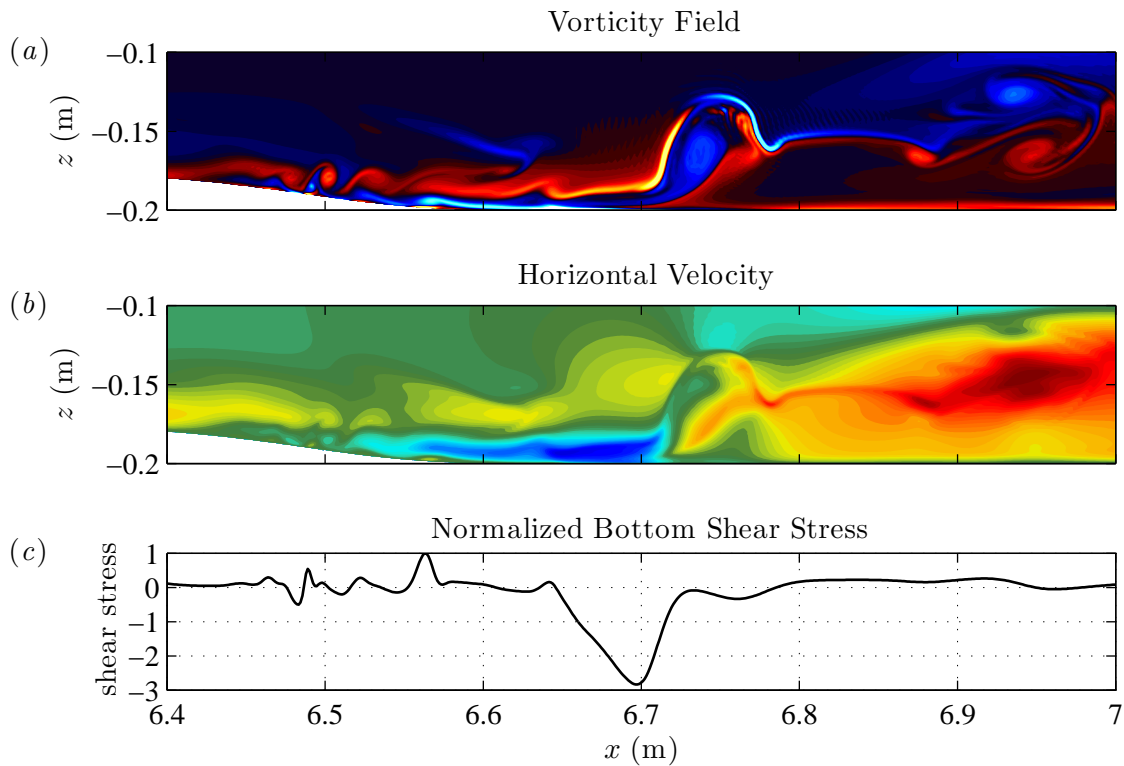 Vorticity Field
(a)
−0.1
−0.15
−0.2
z (m)
Horizontal Velocity
(b)
−0.1
−0.15
−0.2
z (m)
Normalized Bottom Shear Stress
(c)
1
0
−1
−2
−3
shear stress
6.4 6.5 6.6 6.7 6.8 6.9 7
x (m)